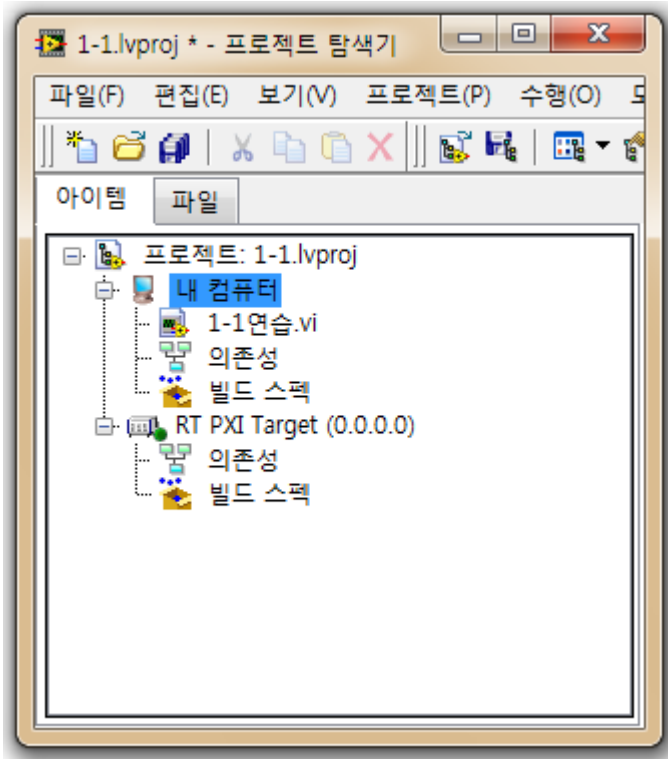 1-1.lvproj * - 프로젝트 탐색기
파일(F) 편집(E) 보기(V) 프로젝트(P) 수행(O)
아이템 파일
프로젝트: 1-1.lvproj
내 컴퓨터
1-1연습.vi
의존성
빌드 스펙
RT PXI Target (0.0.0.0)
의존성
빌드 스펙